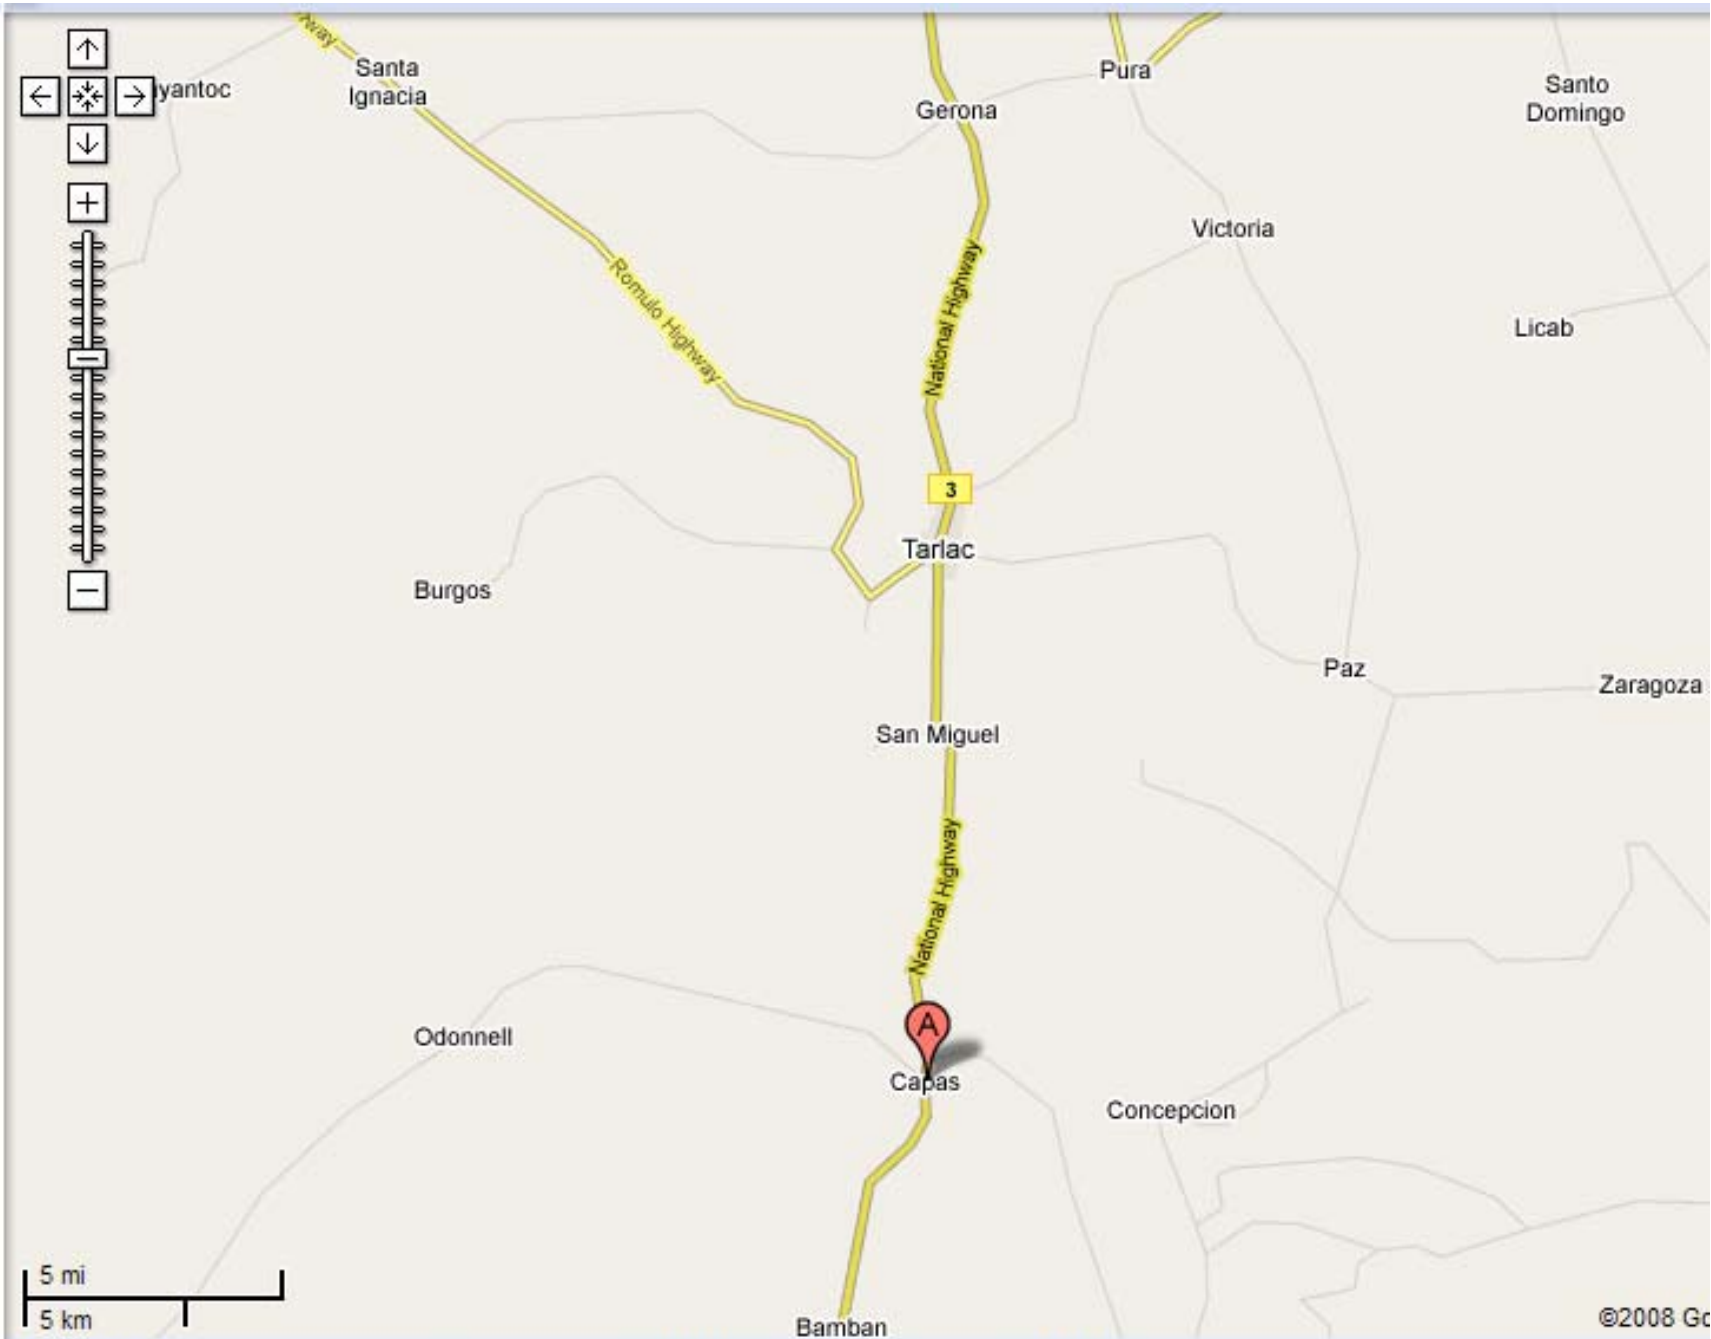 way
Santa
Ignacia
yantoc
Pura
Gerona
Santo
Domingo
Victoria
Romulo Highway
National Highway
Licab
3
Tarlac
Burgos
Paz
Zaragoza
San Miguel
National Highway
A
Odonnell
Capas
Concepcion
5 mi
5 km
Bamban
©2008 Go